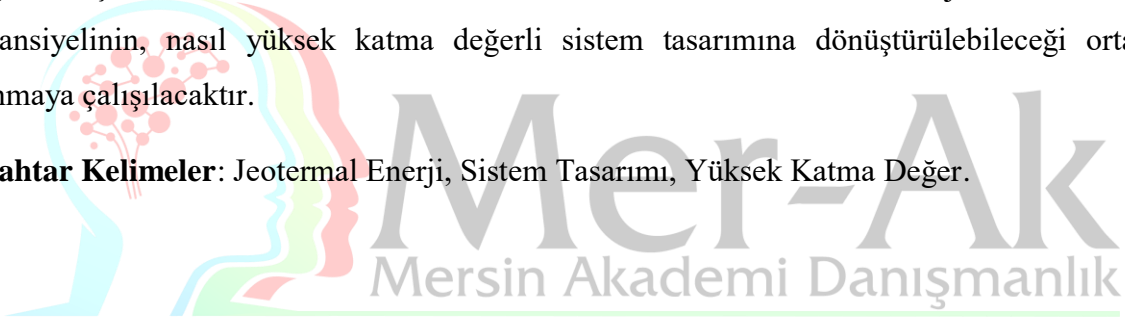 ansiyelinin, nasıl yüksek katma değerli sistem tasarımına dönüştürülebileceği orta
nmaya çalışılacaktır.
ahtar Kelimeler: Jeotermal Enerji, Sistem Tasarımı, Yüksek Katma Değer.
Mer-Ak
Mersin Akademi Danışmanlık